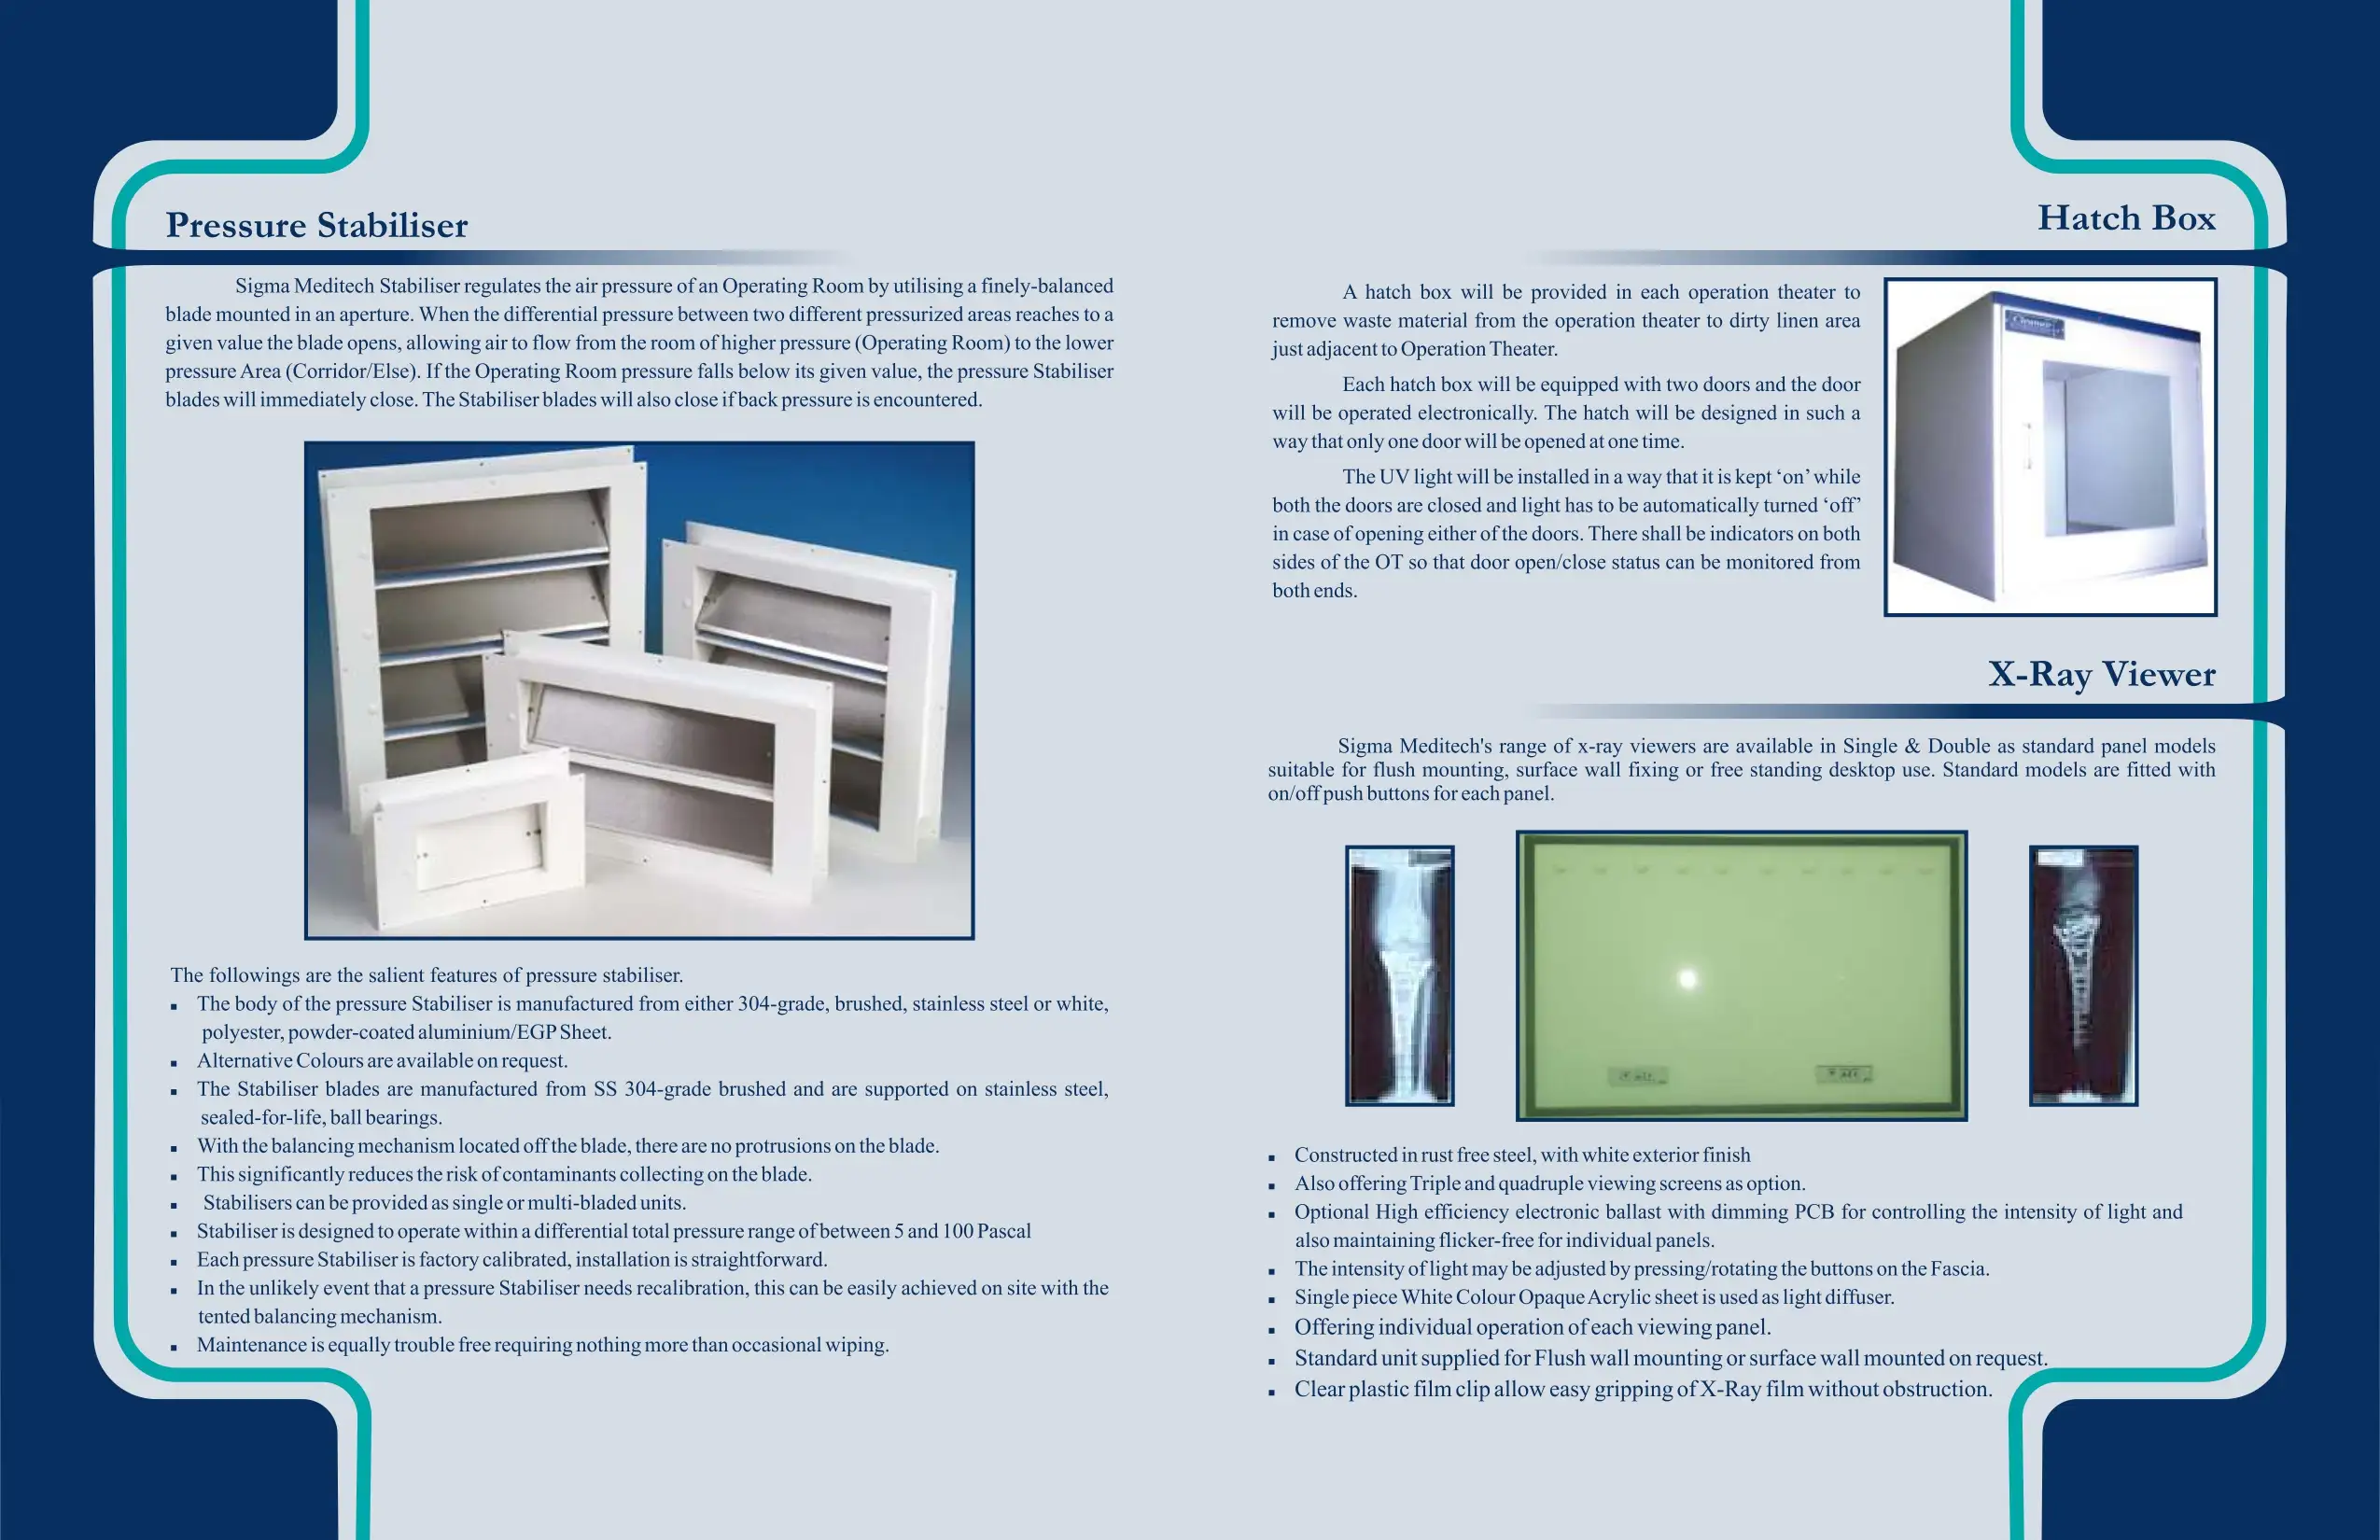 Pressure Stabiliser
Sigma Meditech Stabiliser regulates the air pressure of an Operating Room by utilising a finely-balanced
blade mounted in an aperture. When the differential pressure between two different pressurized areas reaches to a
given value the blade opens, allowing air to flow from the room of higher pressure (Operating Room) to the lower
pressure Area (Corridor/Else). If the Operating Room pressure falls below its given value, the pressure Stabiliser
blades will immediately close. The Stabiliser blades will also close if back pressure is encountered.
The followings are the salient features of pressure stabiliser.
▪ The body of the pressure Stabiliser is manufactured from either 304-grade, brushed, stainless steel or white,
polyester, powder-coated aluminium/EGP Sheet.
▪ Alternative Colours are available on request.
▪ The Stabiliser blades are manufactured from SS 304-grade brushed and are supported on stainless steel,
sealed-for-life, ball bearings.
▪ With the balancing mechanism located off the blade, there are no protrusions on the blade.
▪ This significantly reduces the risk of contaminants collecting on the blade.
▪ Stabilisers can be provided as single or multi-bladed units.
▪ Stabiliser is designed to operate within a differential total pressure range of between 5 and 100 Pascal
▪ Each pressure Stabiliser is factory calibrated, installation is straightforward.
▪ In the unlikely event that a pressure Stabiliser needs recalibration, this can be easily achieved on site with the
tented balancing mechanism.
▪ Maintenance is equally trouble free requiring nothing more than occasional wiping.
Hatch Box
A hatch box will be provided in each operation theater to
remove waste material from the operation theater to dirty linen area
just adjacent to Operation Theater.
Each hatch box will be equipped with two doors and the door
will be operated electronically. The hatch will be designed in such a
way that only one door will be opened at one time.
The UV light will be installed in a way that it is kept ‘on’ while
both the doors are closed and light has to be automatically turned ‘off’
in case of opening either of the doors. There shall be indicators on both
sides of the OT so that door open/close status can be monitored from
both ends.
X-Ray Viewer
Sigma Meditech's range of x-ray viewers are available in Single & Double as standard panel models
suitable for flush mounting, surface wall fixing or free standing desktop use. Standard models are fitted with
on/off push buttons for each panel.
▪ Constructed in rust free steel, with white exterior finish
▪ Also offering Triple and quadruple viewing screens as option.
▪ Optional High efficiency electronic ballast with dimming PCB for controlling the intensity of light and
also maintaining flicker-free for individual panels.
▪ The intensity of light may be adjusted by pressing/rotating the buttons on the Fascia.
▪ Single piece White Colour Opaque Acrylic sheet is used as light diffuser.
▪ Offering individual operation of each viewing panel.
▪ Standard unit supplied for Flush wall mounting or surface wall mounted on request.
▪ Clear plastic film clip allow easy gripping of X-Ray film without obstruction.